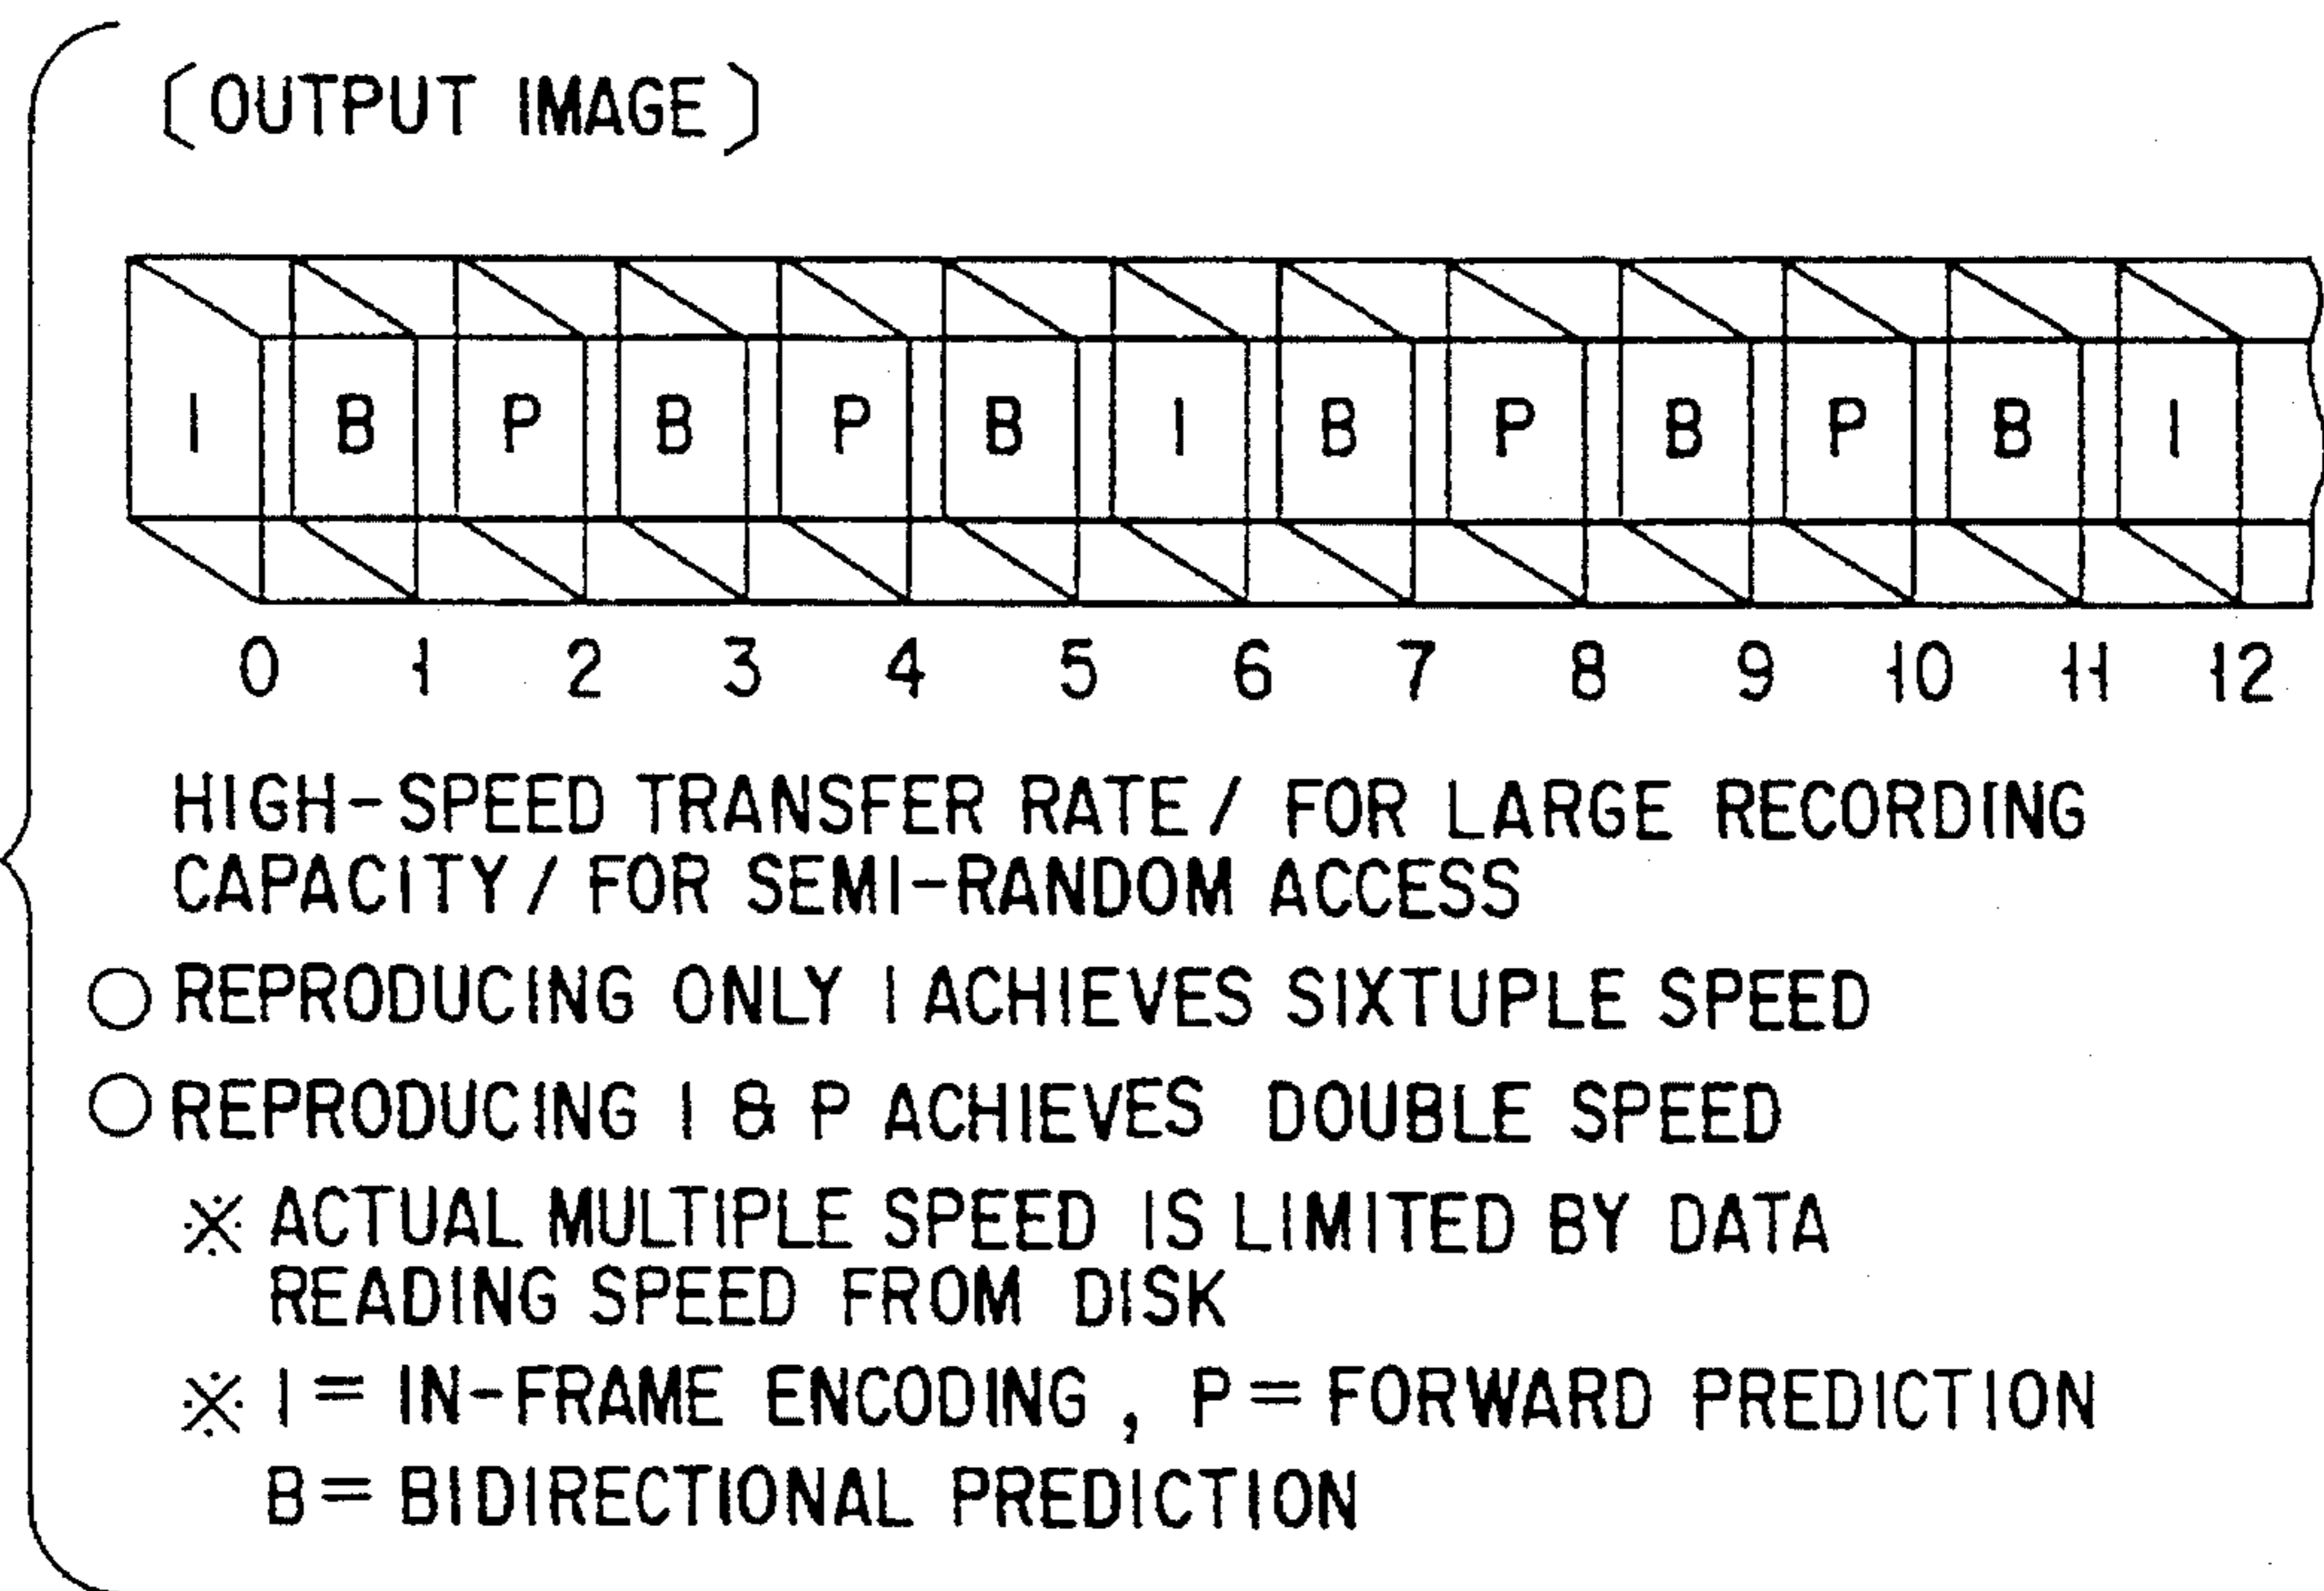 〔OUTPUT IMAGE〕
I B P B P B I B P B P B I
0 1 2 3 4 5 6 7 8 9 10 11 12
HIGH-SPEED TRANSFER RATE/ FOR LARGE RECORDING
CAPACITY/ FOR SEMI-RANDOM ACCESS
○ REPRODUCING ONLY I ACHIEVES SIXTUPLE SPEED
○ REPRODUCING I & P ACHIEVES DOUBLE SPEED
※ ACTUAL MULTIPLE SPEED IS LIMITED BY DATA
READING SPEED FROM DISK
※ I = IN-FRAME ENCODING , P = FORWARD PREDICTION
B = BIDIRECTIONAL PREDICTION